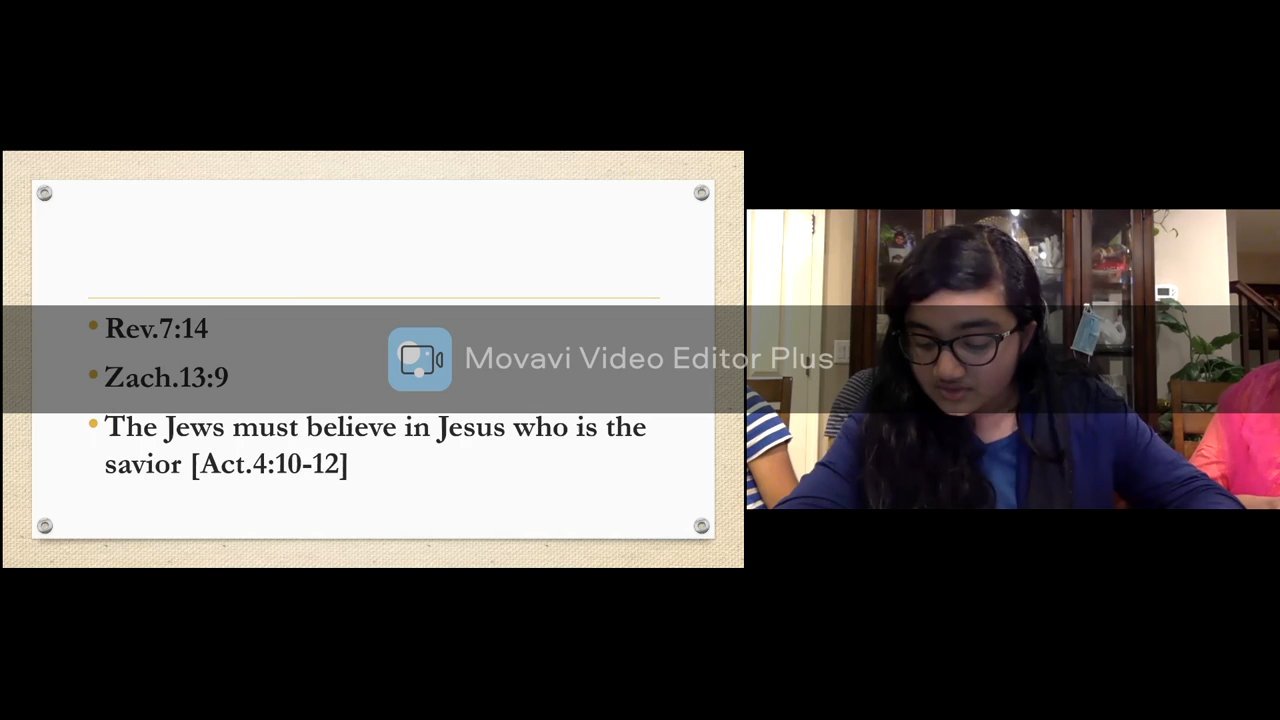 Rev.7:14
Zach.13:9
The Jews must believe in Jesus who is the
savior [Act.4:10-12]
Movavi Video Editor Plus